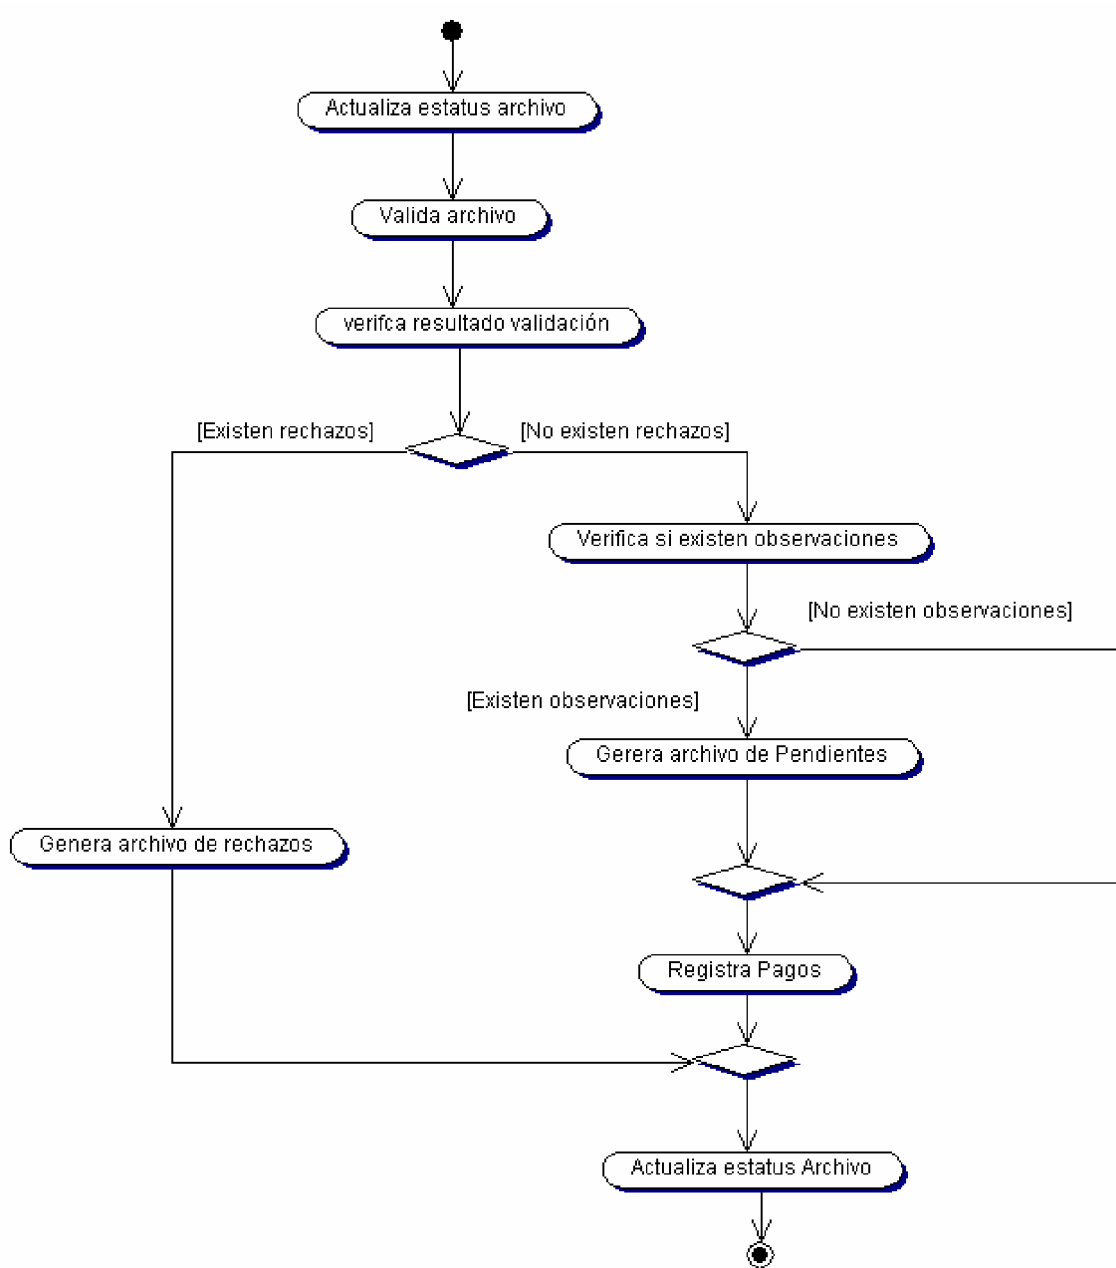 Actualiza estatus archivo
Valida archivo
verifca resultado validación
[Existen rechazos]
[No existen rechazos]
Verifica si existen observaciones
[No existen observaciones]
[Existen observaciones]
Gerera archivo de Pendientes
Genera archivo de rechazos
Registra Pagos
Actualiza estatus Archivo